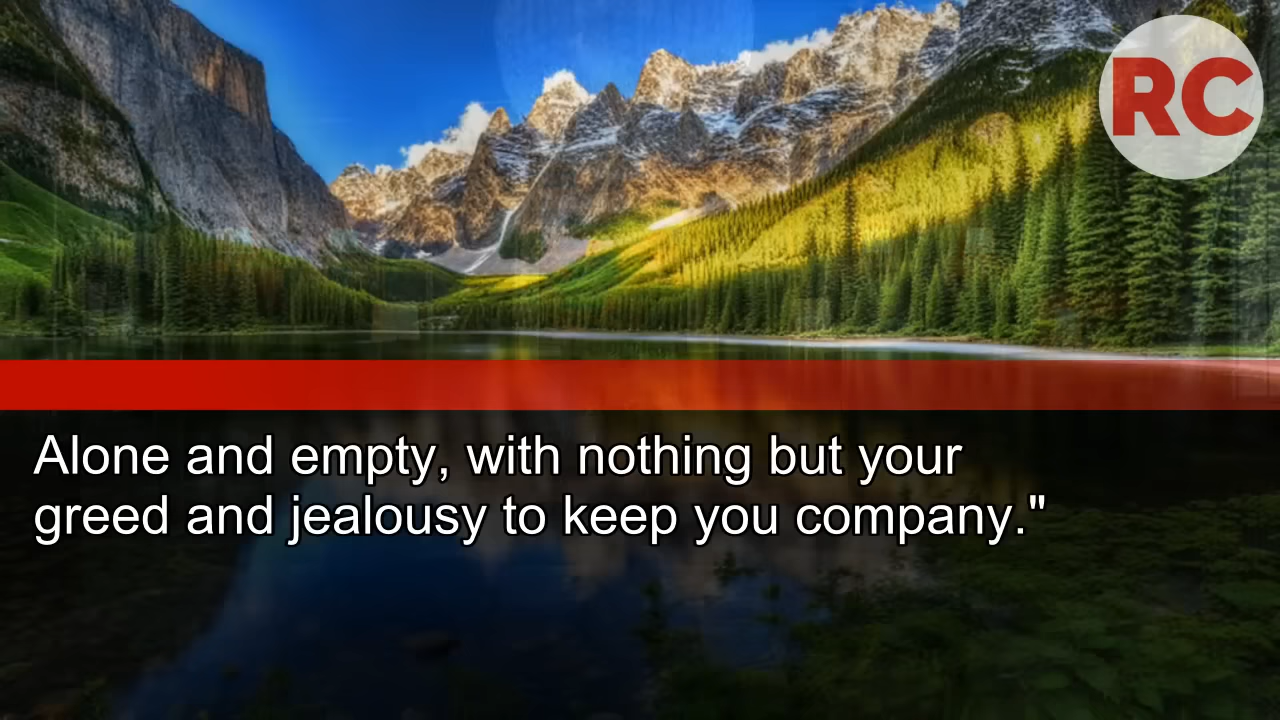 RC
Alone and empty, with nothing but your
greed and jealousy to keep you company."